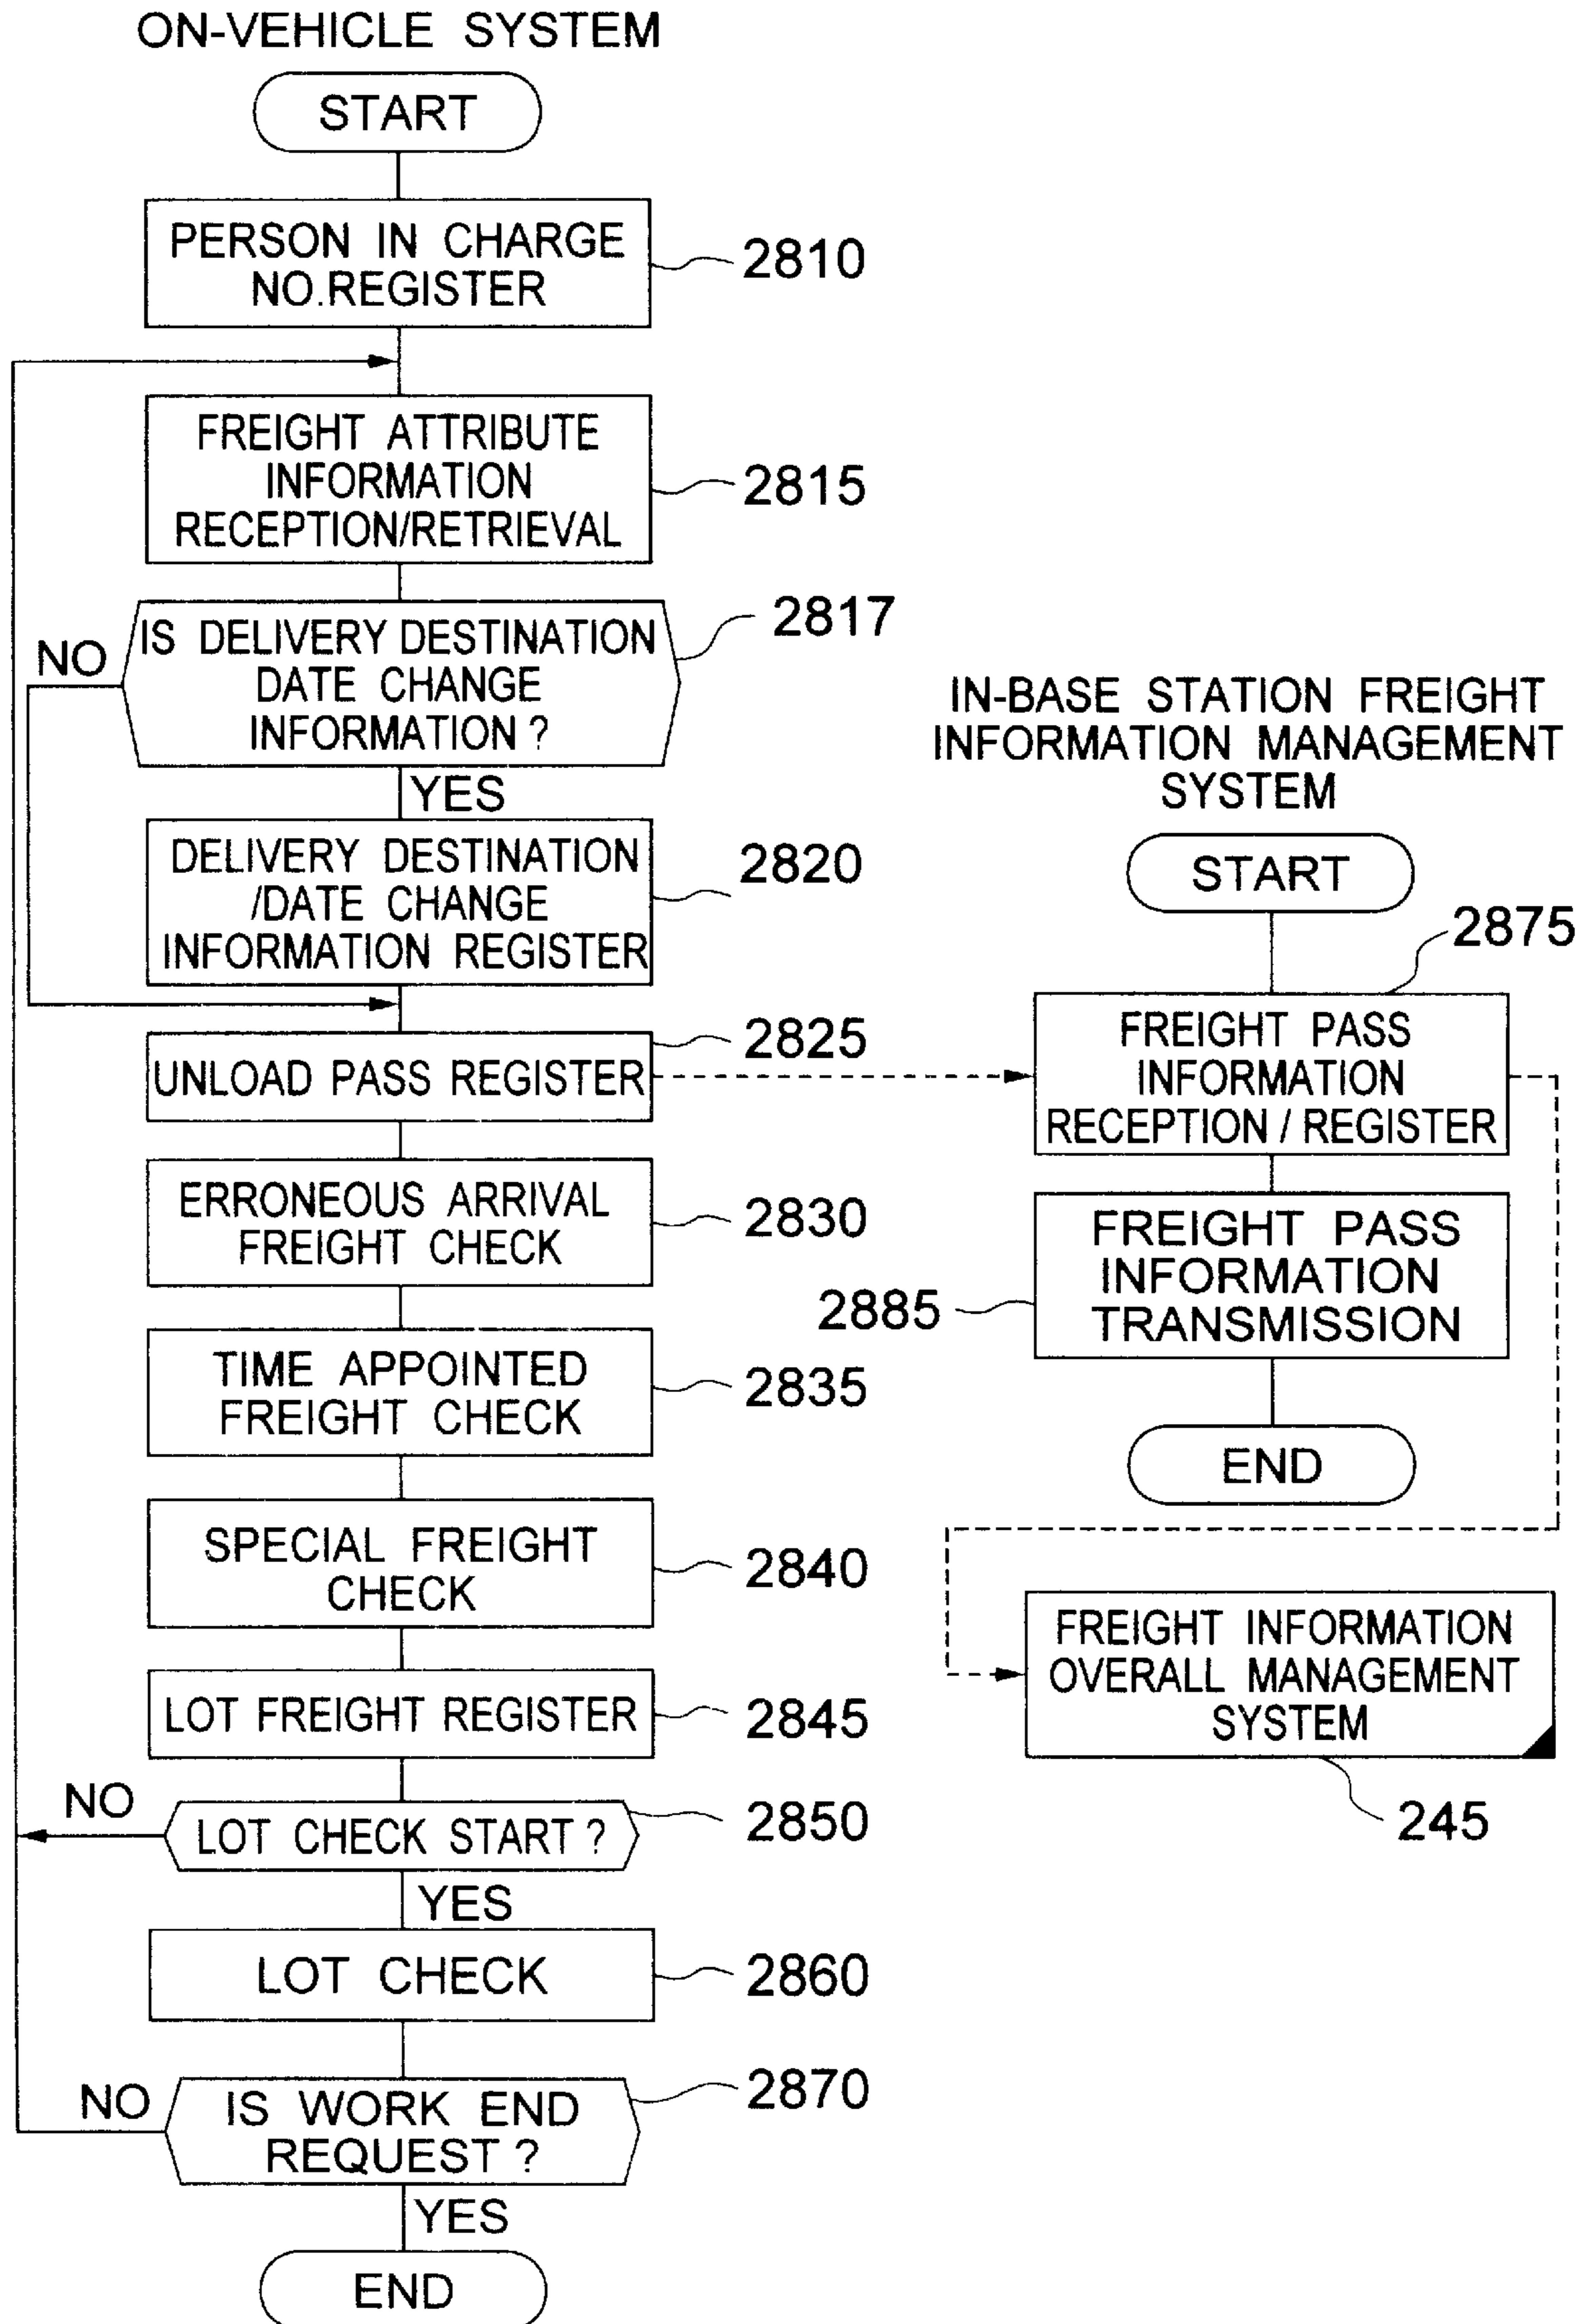 ON-VEHICLE SYSTEM
START
PERSON IN CHARGE
NO.REGISTER
2810
FREIGHT ATTRIBUTE
INFORMATION
RECEPTION/RETRIEVAL
2815
IS DELIVERY DESTINATION
DATE CHANGE
INFORMATION ?
2817
NO
YES
DELIVERY DESTINATION
/DATE CHANGE
INFORMATION REGISTER
2820
UNLOAD PASS REGISTER
2825
ERRONEOUS ARRIVAL
FREIGHT CHECK
2830
TIME APPOINTED
FREIGHT CHECK
2835
SPECIAL FREIGHT
CHECK
2840
LOT FREIGHT REGISTER
2845
NO
LOT CHECK START ?
2850
YES
LOT CHECK
2860
NO
IS WORK END
REQUEST ?
2870
YES
END
IN-BASE STATION FREIGHT
INFORMATION MANAGEMENT
SYSTEM
START
2875
FREIGHT PASS
INFORMATION
RECEPTION / REGISTER
FREIGHT PASS
INFORMATION
TRANSMISSION
2885
END
FREIGHT INFORMATION
OVERALL MANAGEMENT
SYSTEM
245